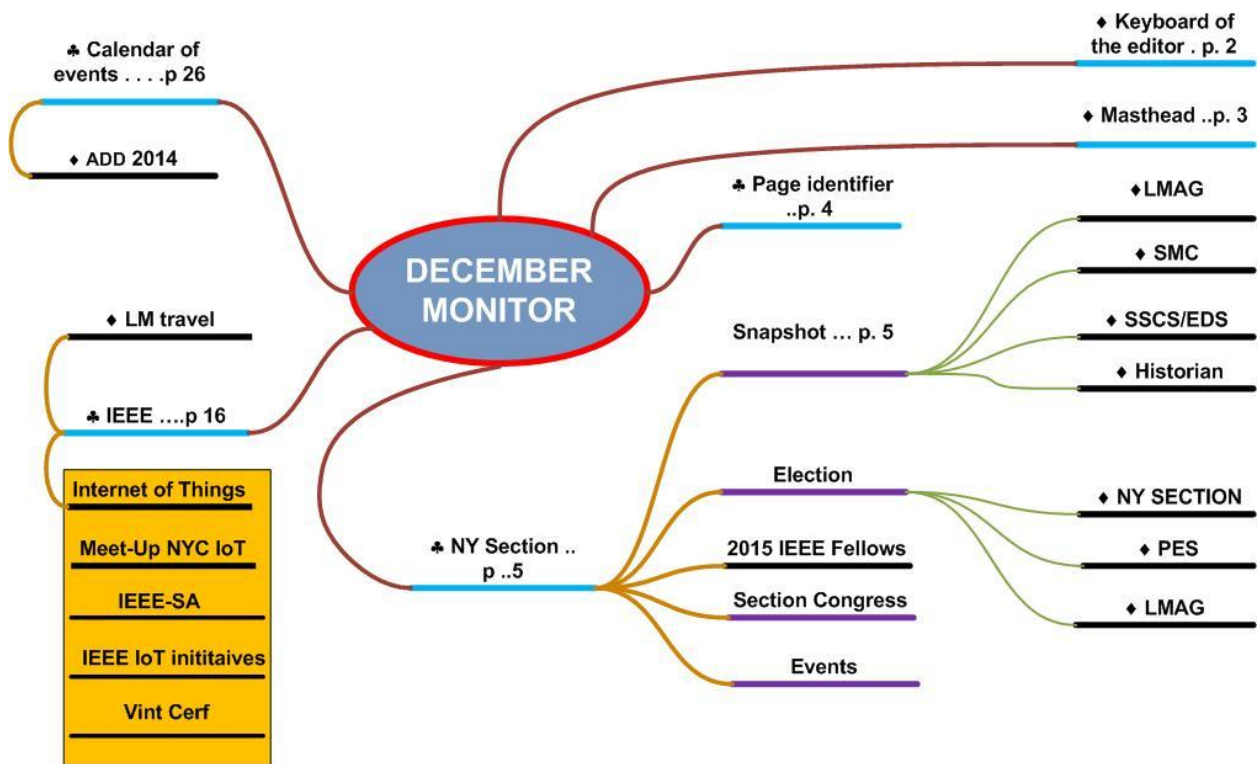 ♣ Calendar of
events . . . .p 26
♦ ADD 2014
♦ LM travel
♣ IEEE ....p 16
Internet of Things
Meet-Up NYC IoT
IEEE-SA
IEEE IoT inititaives
Vint Cerf
DECEMBER
MONITOR
♦ Keyboard of
the editor . p. 2
♦ Masthead ..p. 3
♣ Page identifier
..p. 4
♣ NY Section ..
p ..5
Snapshot ... p. 5
♦LMAG
♦ SMC
♦ SSCS/EDS
♦ Historian
Election
♦ NY SECTION
♦ PES
♦ LMAG
2015 IEEE Fellows
Section Congress
Events